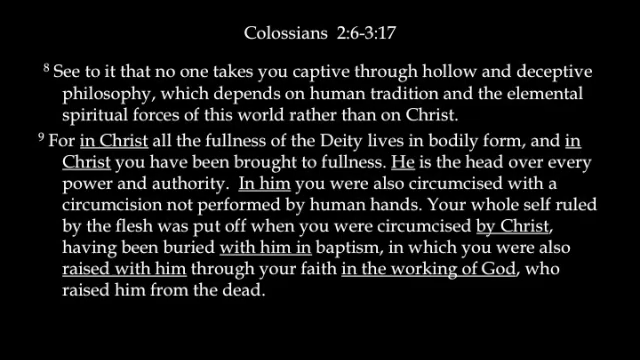 Colossians 2:6-3:17
8 See to it that no one takes you captive through hollow and deceptive
philosophy, which depends on human tradition and the elemental
spiritual forces of this world rather than on Christ.
9 For in Christ all the fullness of the Deity lives in bodily form, and in
Christ you have been brought to fullness. He is the head over every
power and authority. In him you were also circumcised with a
circumcision not performed by human hands. Your whole self ruled
by the flesh was put off when you were circumcised by Christ,
having been buried with him in baptism, in which you were also
raised with him through your faith in the working of God, who
raised him from the dead.